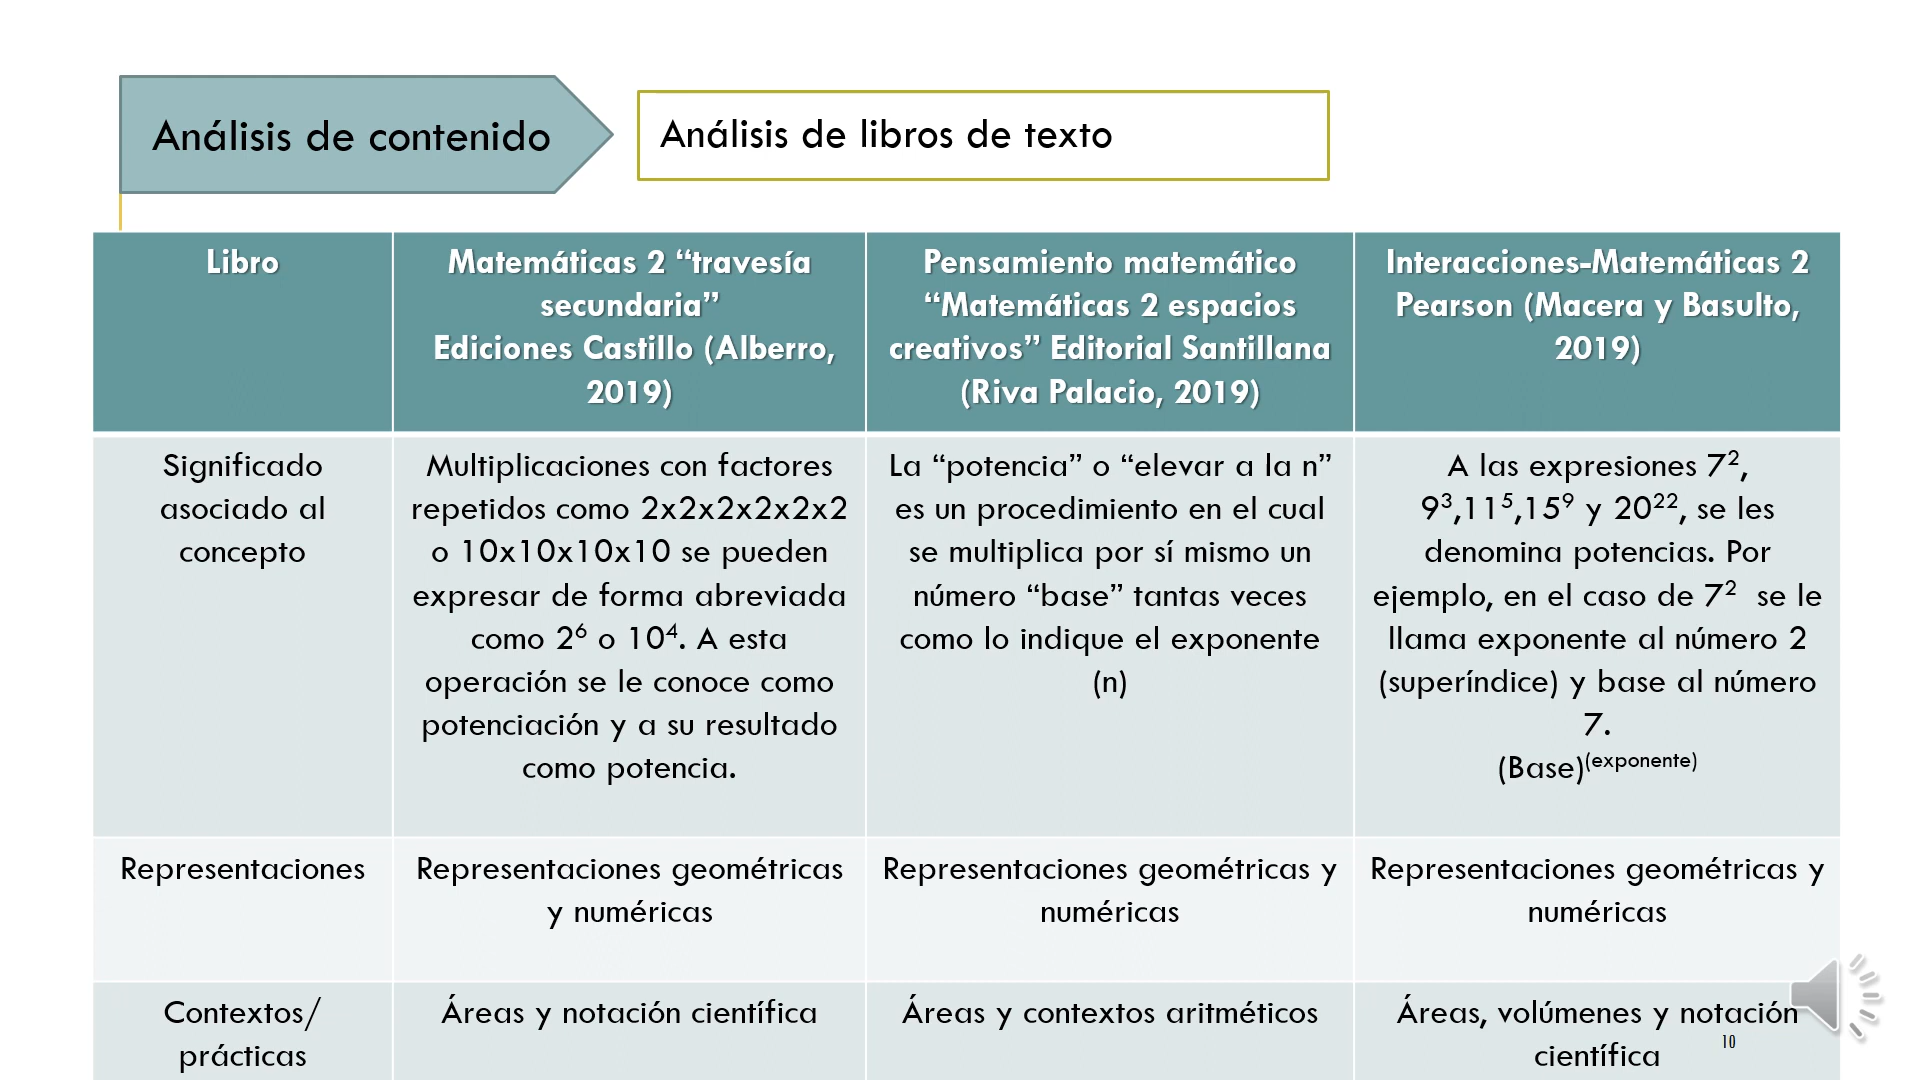 Análisis de contenido
Análisis de libros de texto
Libro
Matemáticas 2 “travesía
secundaria”
Ediciones Castillo (Alberro,
2019)
Pensamiento matemático
“Matemáticas 2 espacios
creativos” Editorial Santillana
(Riva Palacio, 2019)
Interacciones-Matemáticas 2
Pearson (Macera y Basulto,
2019)
Significado
asociado al
concepto
Multiplicaciones con factores
repetidos como 2x2x2x2x2x2
o 10x10x10x10 se pueden
expresar de forma abreviada
como 2⁶ o 10⁴. A esta
operación se le conoce como
potenciación y a su resultado
como potencia.
La “potencia” o “elevar a la n”
es un procedimiento en el cual
se multiplica por sí mismo un
número “base” tantas veces
como lo indique el exponente
(n)
A las expresiones 7²,
9³,11⁵,15⁹ y 20²², se les
denomina potencias. Por
ejemplo, en el caso de 7² se le
llama exponente al número 2
(superíndice) y base al número
7.
(Base)⁽ᵉˣᵖᵒⁿᵉⁿᵗᵉ⁾
Representaciones
Representaciones geométricas
y numéricas
Representaciones geométricas y
numéricas
Representaciones geométricas y
numéricas
Contextos/
prácticas
Áreas y notación científica
Áreas y contextos aritméticos
Áreas, volúmenes y notación
científica
10